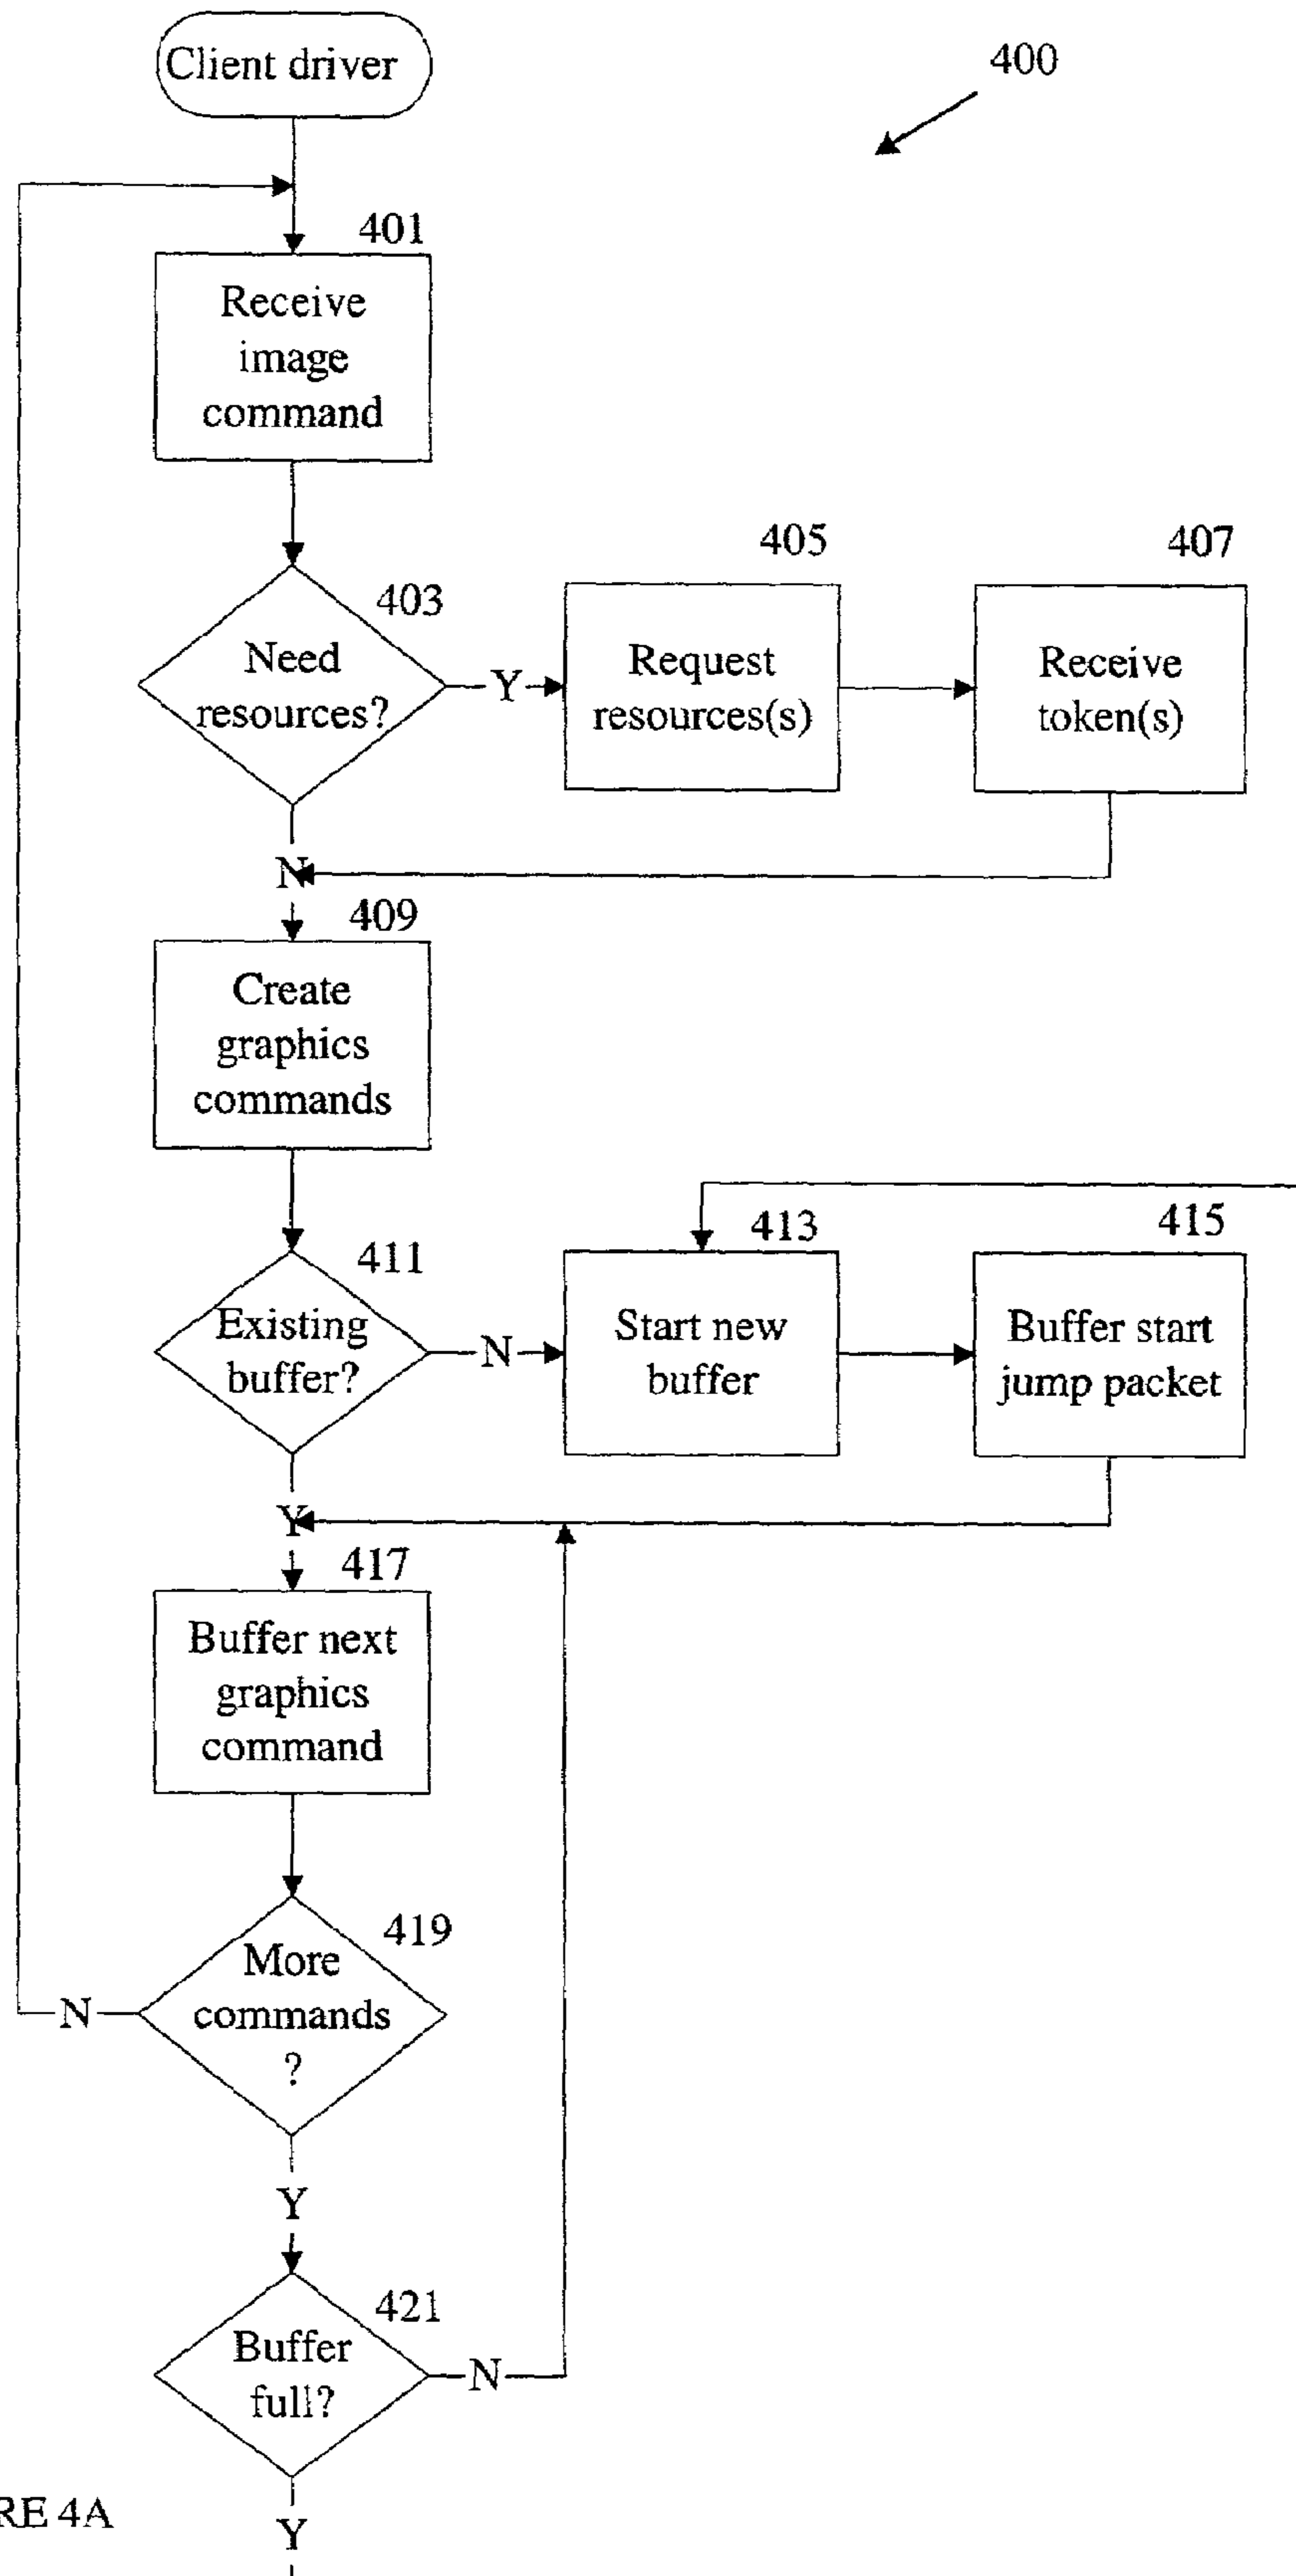 Client driver
400
401
Receive
image
command
403
Need
resources?
Y
405
Request
resources(s)
407
Receive
token(s)
N
409
Create
graphics
commands
411
Existing
buffer?
N
413
Start new
buffer
415
Buffer start
jump packet
Y
417
Buffer next
graphics
command
419
More
commands
?
N
Y
421
Buffer
full?
N
RE 4A
Y